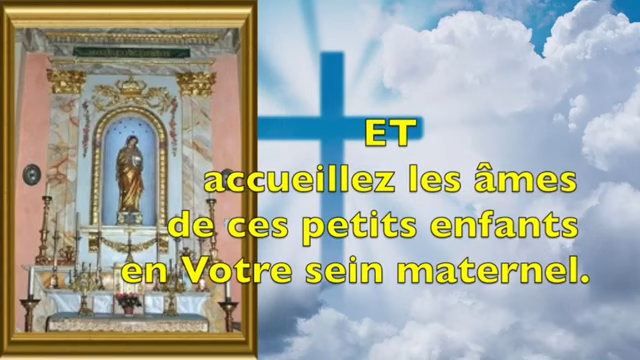 ET
accueillez les âmes
de ces petits enfants
en Votre sein maternel.